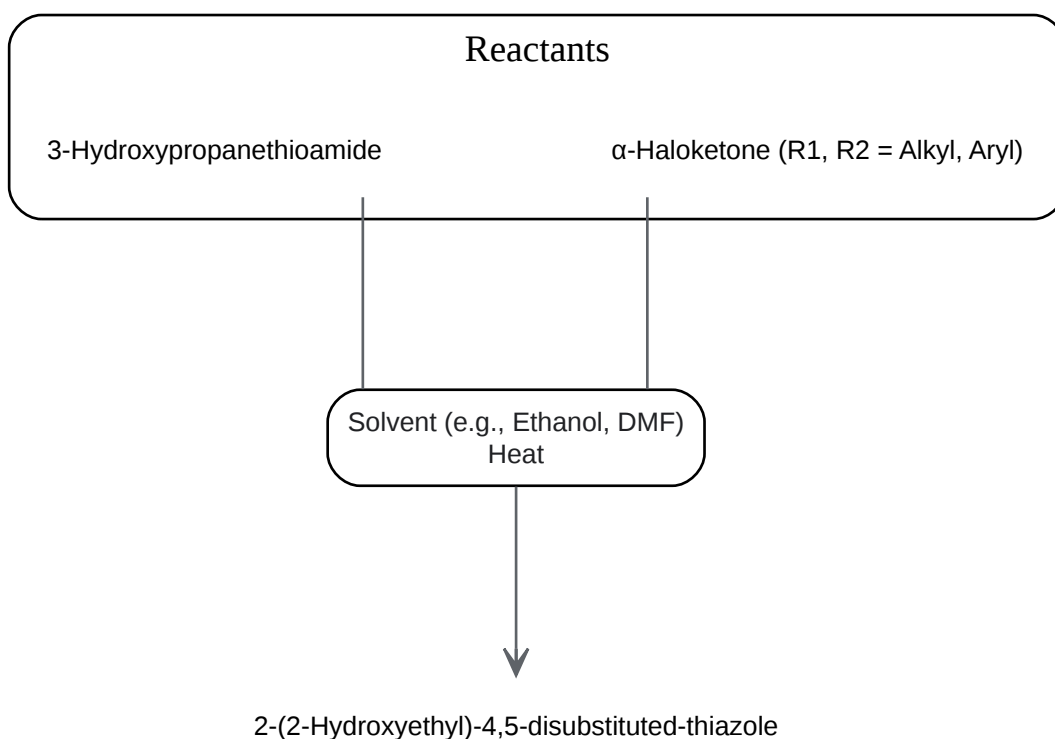 Reactants
3-Hydroxypropanethioamide
α-Haloketone (R1, R2 = Alkyl, Aryl)
Solvent (e.g., Ethanol, DMF)
Heat
2-(2-Hydroxyethyl)-4,5-disubstituted-thiazole